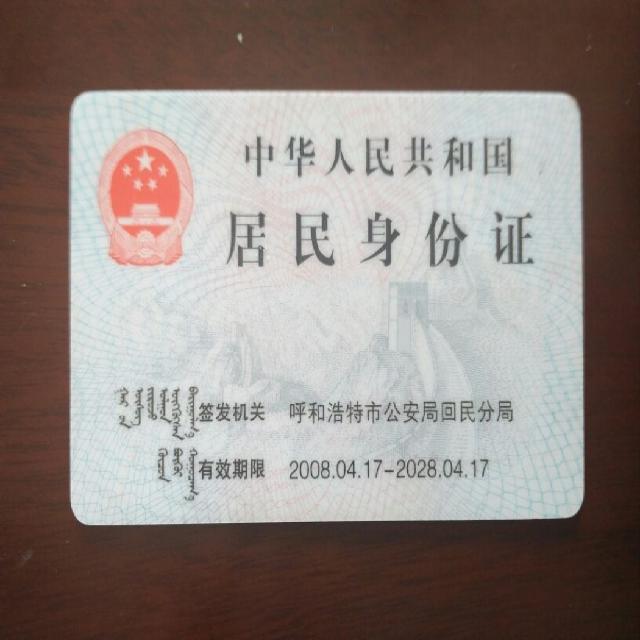 中华人民共和国
居民身份证
签发机关 呼和浩特市公安局回民分局
有效期限 2008.04.17-2028.04.17